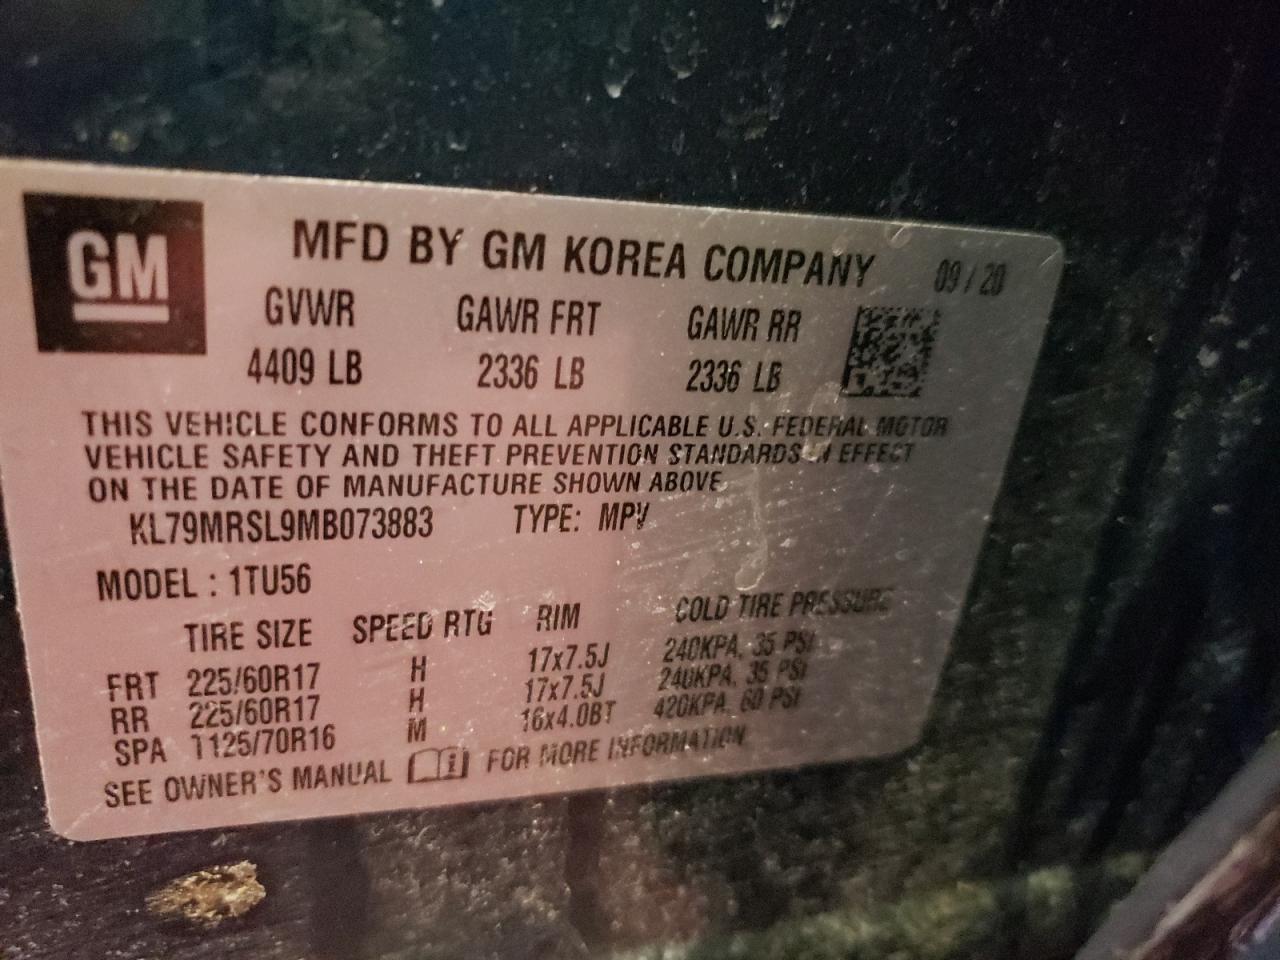 GM
MFD BY GM KOREA COMPANY 09 / 20
GVWR GAWR FRT GAWR RR
4409 LB 2336 LB 2336 LB
THIS VEHICLE CONFORMS TO ALL APPLICABLE U.S. FEDERAL MOTOR
VEHICLE SAFETY AND THEFT PREVENTION STANDARDS IN EFFECT
ON THE DATE OF MANUFACTURE SHOWN ABOVE
KL79MRSL9MB073883 TYPE: MPV
MODEL : 1TU56
TIRE SIZE SPEED RTG RIM COLD TIRE PRESSURE
FRT 225/60R17 H 17x7.5J 240KPA, 35 PSI
RR 225/60R17 H 17x7.5J 240KPA, 35 PSI
SPA T125/70R16 M 16x4.0BT 420KPA, 60 PSI
SEE OWNER'S MANUAL i FOR MORE INFORMATION